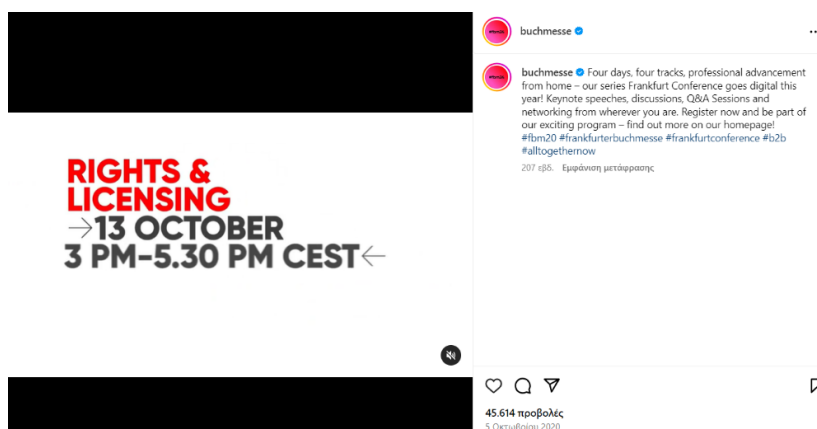 RIGHTS &
LICENSING
→13 OCTOBER
3 PM–5.30 PM CEST←
buchmesse
buchmesse Four days, four tracks, professional advancement
from home – our series Frankfurt Conference goes digital this
year! Keynote speeches, discussions, Q&A Sessions and
networking from wherever you are. Register now and be part of
our exciting program – find out more on our homepage!
#fbm20 #frankfurterbuchmesse #frankfurtconference #b2b
#alltogethernow
207 εβδ. Εμφάνιση μετάφρασης
45.614 προβολές
5 Οκτωβρίου 2020